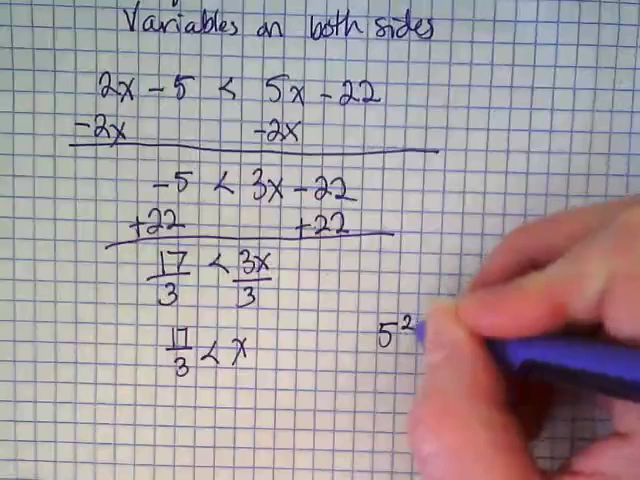 Variables on both sides
2x - 5 < 5x - 22
-2x -2x
-5 < 3x - 22
+22 +22
17/3 < 3x/3
17/3 < x
5 2